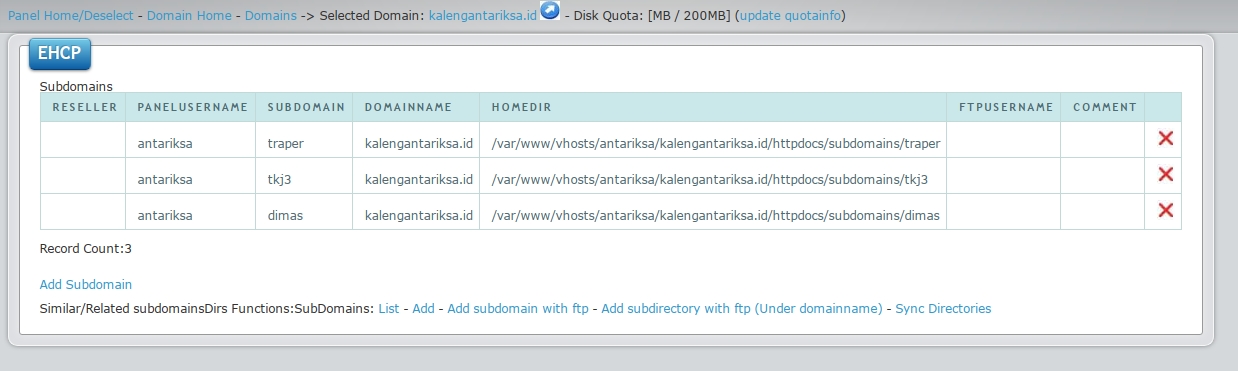 Panel Home/Deselect - Domain Home - Domains -> Selected Domain: kalengantariksa.id - Disk Quota: [MB / 200MB] (update quotainfo)
EHCP
Subdomains
RESELLER PANELUSERNAME SUBDOMAIN DOMAINNAME HOMEDIR FTPUSERNAME COMMENT
antariksa traper kalengantariksa.id /var/www/vhosts/antariksa/kalengantariksa.id/httpdocs/subdomains/traper
antariksa tkj3 kalengantariksa.id /var/www/vhosts/antariksa/kalengantariksa.id/httpdocs/subdomains/tkj3
antariksa dimas kalengantariksa.id /var/www/vhosts/antariksa/kalengantariksa.id/httpdocs/subdomains/dimas
Record Count:3
Add Subdomain
Similar/Related subdomainsDirs Functions:SubDomains: List - Add - Add subdomain with ftp - Add subdirectory with ftp (Under domainname) - Sync Directories